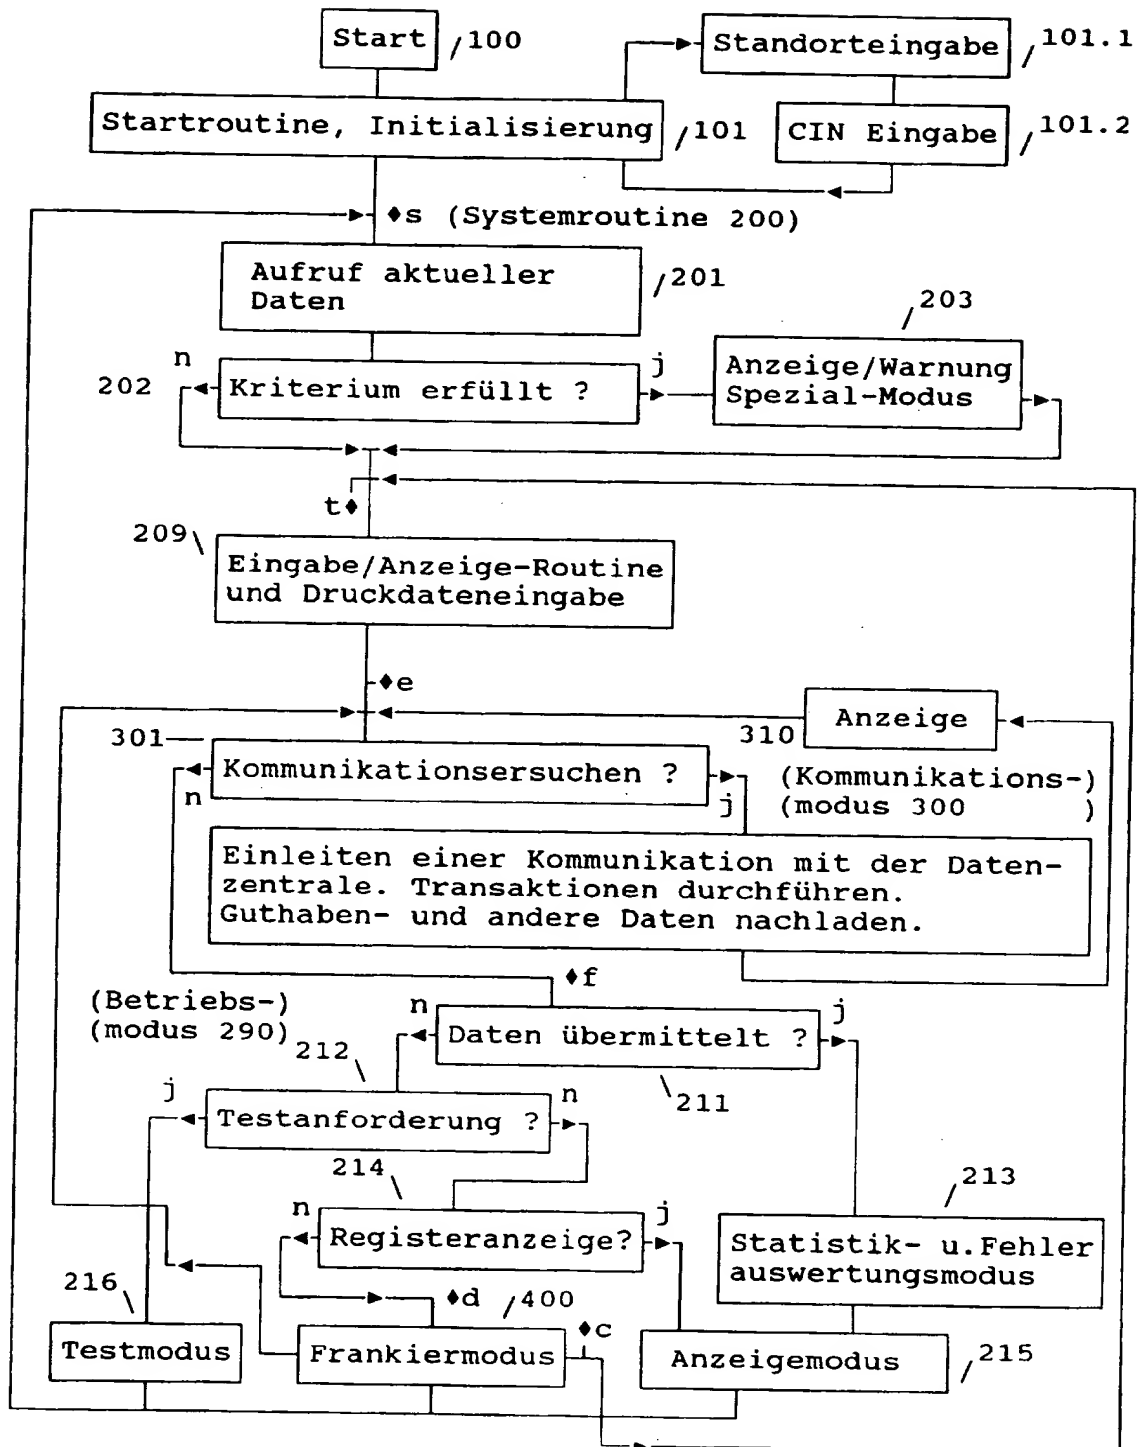 Start /100
Standorteingabe /101.1
Startroutine, Initialisierung /101
CIN Eingabe /101.2
♦s (Systemroutine 200)
Aufruf aktueller
Daten
/201
/203
n
202
Kriterium erfüllt ?
j
Anzeige/Warnung
Spezial-Modus
t♦
209\
Eingabe/Anzeige-Routine
und Druckdateneingabe
♦e
Anzeige
310
301
Kommunikationsersuchen ?
n
j
(Kommunikations-)
(modus 300 )
Einleiten einer Kommunikation mit der Daten-
zentrale. Transaktionen durchführen.
Guthaben- und andere Daten nachladen.
♦f
(Betriebs-)
(modus 290)
n
Daten übermittelt ?
j
\211
212 \
j
Testanforderung ?
n
214 \
n
Registeranzeige?
j
/213
Statistik- u.Fehler
auswertungsmodus
216 \
Testmodus
♦d /400
Frankiermodus
♦c
Anzeigemodus
/215